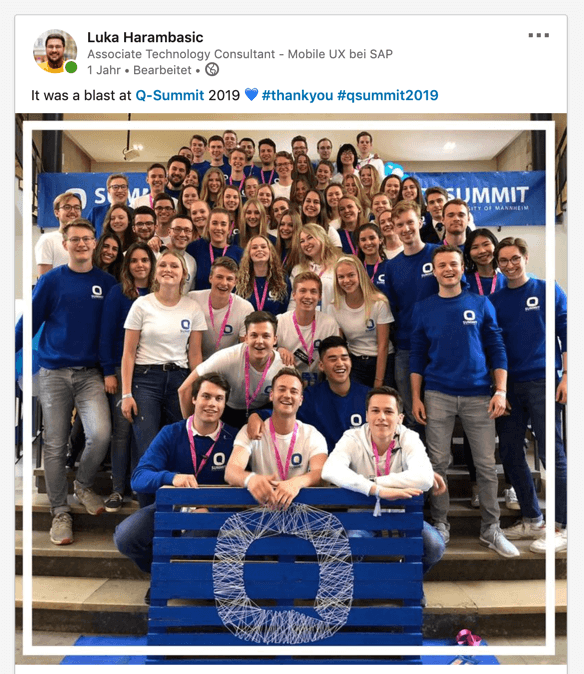 Luka Harambasic
Associate Technology Consultant - Mobile UX bei SAP
1 Jahr • Bearbeitet •
It was a blast at Q-Summit 2019 💙 #thankyou #qsummit2019
SUMMIT
OF MANNHEIM
SUMMIT